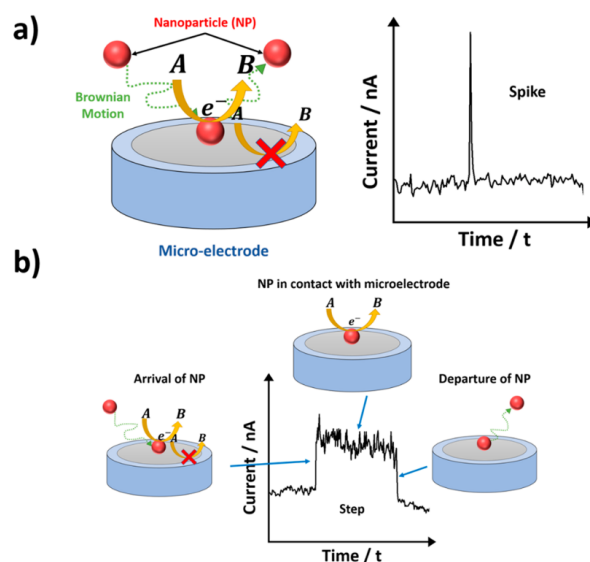 a)
Nanoparticle (NP)
A
B
Brownian
Motion
e⁻
A
B
Micro-electrode
Current / nA
Spike
Time / t
b)
NP in contact with microelectrode
A
e⁻
B
Arrival of NP
A
B
e⁻
A
B
Departure of NP
Current / nA
Step
Time / t